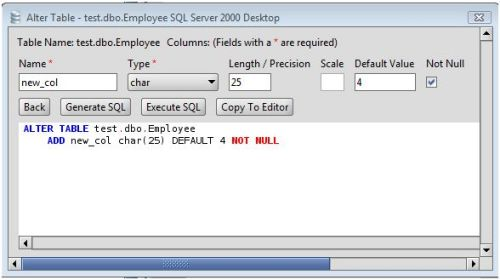 Alter Table - test.dbo.Employee SQL Server 2000 Desktop
Table Name: test.dbo.Employee Columns: (Fields with a * are required)
Name * Type * Length / Precision Scale Default Value Not Null
new_col char 25 4
Back Generate SQL Execute SQL Copy To Editor
ALTER TABLE test.dbo.Employee
ADD new_col char(25) DEFAULT 4 NOT NULL